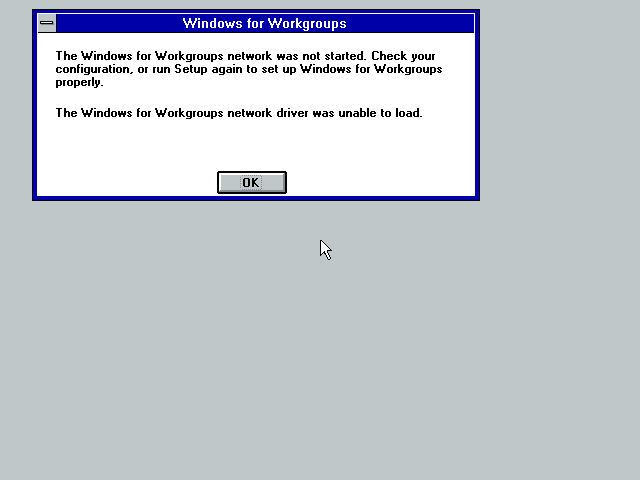 Windows for Workgroups
The Windows for Workgroups network was not started. Check your
configuration, or run Setup again to set up Windows for Workgroups
properly.
The Windows for Workgroups network driver was unable to load.
OK